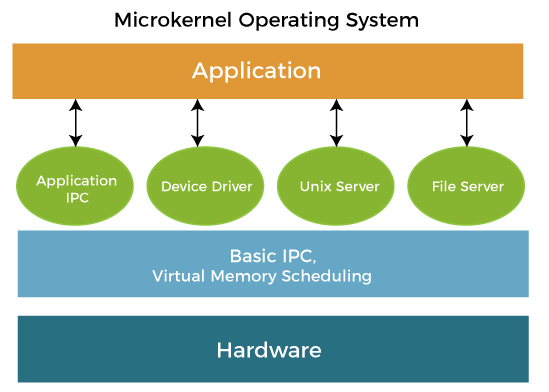 Microkernel Operating System
Application
Application
IPC
Device Driver
Unix Server
File Server
Basic IPC,
Virtual Memory Scheduling
Hardware